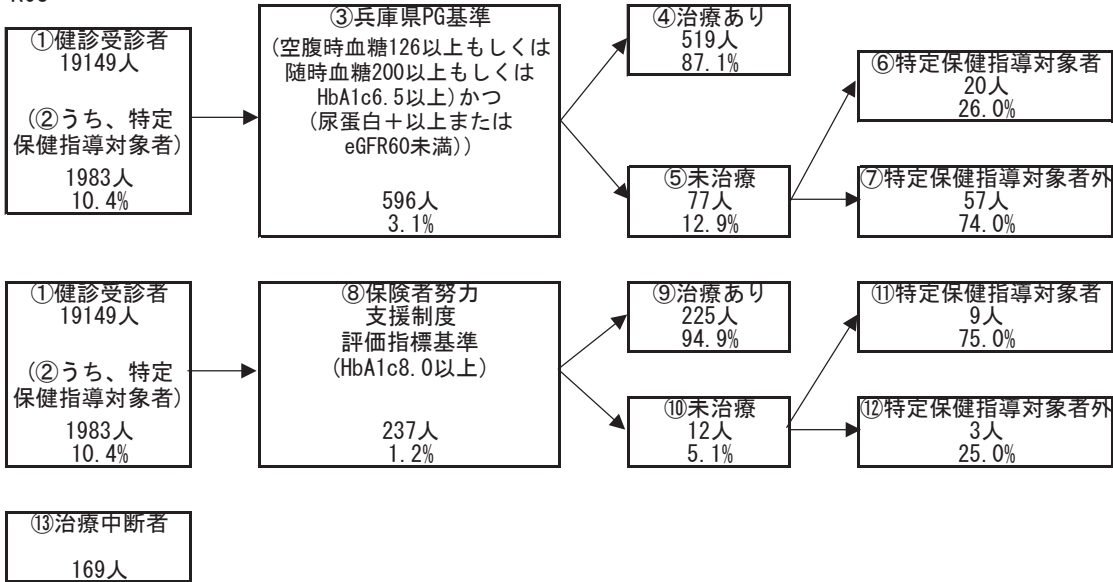 ①健診受診者
19149人
(②うち、特定
保健指導対象者)
1983人
10.4%
③兵庫県PG基準
(空腹時血糖126以上もしくは
随時血糖200以上もしくは
HbA1c6.5以上)かつ
(尿蛋白＋以上または
eGFR60未満))
596人
3.1%
④治療あり
519人
87.1%
⑤未治療
77人
12.9%
⑥特定保健指導対象者
20人
26.0%
⑦特定保健指導対象者外
57人
74.0%
①健診受診者
19149人
(②うち、特定
保健指導対象者)
1983人
10.4%
⑧保険者努力
支援制度
評価指標基準
(HbA1c8.0以上)
237人
1.2%
⑨治療あり
225人
94.9%
⑩未治療
12人
5.1%
⑪特定保健指導対象者
9人
75.0%
⑫特定保健指導対象者外
3人
25.0%
⑬治療中断者
169人